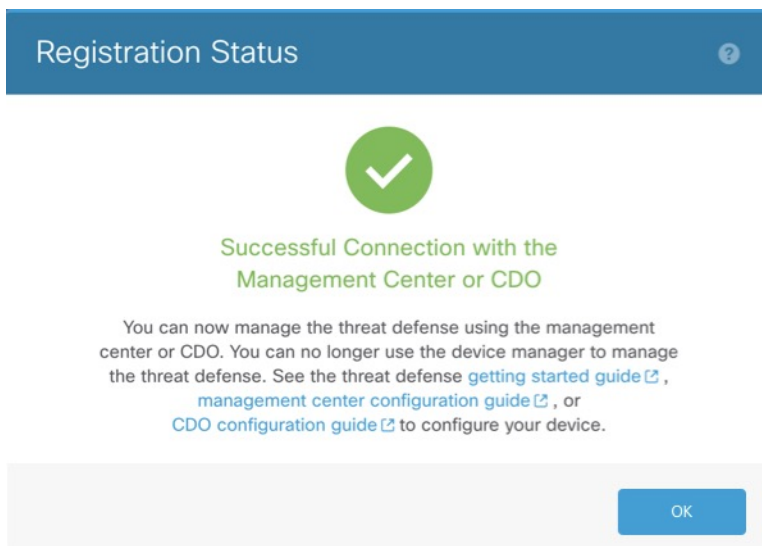 Registration Status
?
Successful Connection with the
Management Center or CDO
You can now manage the threat defense using the management
center or CDO. You can no longer use the device manager to manage
the threat defense. See the threat defense getting started guide ,
management center configuration guide , or
CDO configuration guide to configure your device.
OK